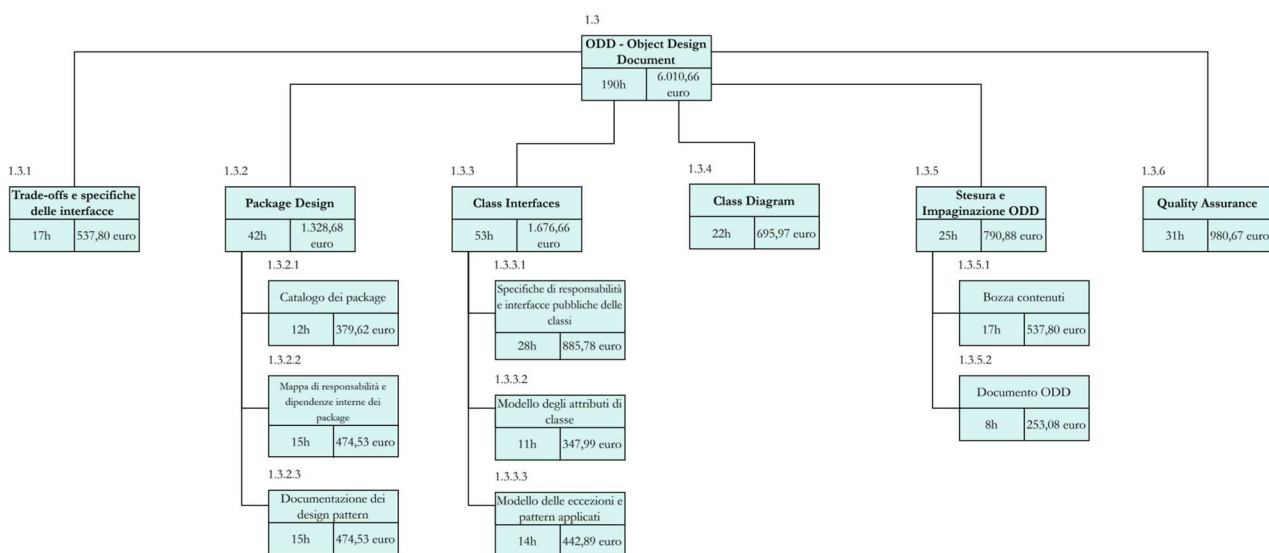 1.3
ODD - Object Design
Document
190h
6.010,66
euro
1.3.1
Trade-offs e specifiche
delle interfacce
17h
537,80 euro
1.3.2
Package Design
42h
1.328,68
euro
1.3.2.1
Catalogo dei package
12h
379,62 euro
1.3.2.2
Mappa di responsabilità e
dipendenze interne dei
package
15h
474,53 euro
1.3.2.3
Documentazione dei
design pattern
15h
474,53 euro
1.3.3
Class Interfaces
53h
1.676,66
euro
1.3.3.1
Specifiche di responsabilità
e interfacce pubbliche delle
classi
28h
885,78 euro
1.3.3.2
Modello degli attributi di
classe
11h
347,99 euro
1.3.3.3
Modello delle eccezioni e
pattern applicati
14h
442,89 euro
1.3.4
Class Diagram
22h
695,97 euro
1.3.5
Stesura e
Impaginazione ODD
25h
790,88 euro
1.3.5.1
Bozza contenuti
17h
537,80 euro
1.3.5.2
Documento ODD
8h
253,08 euro
1.3.6
Quality Assurance
31h
980,67 euro